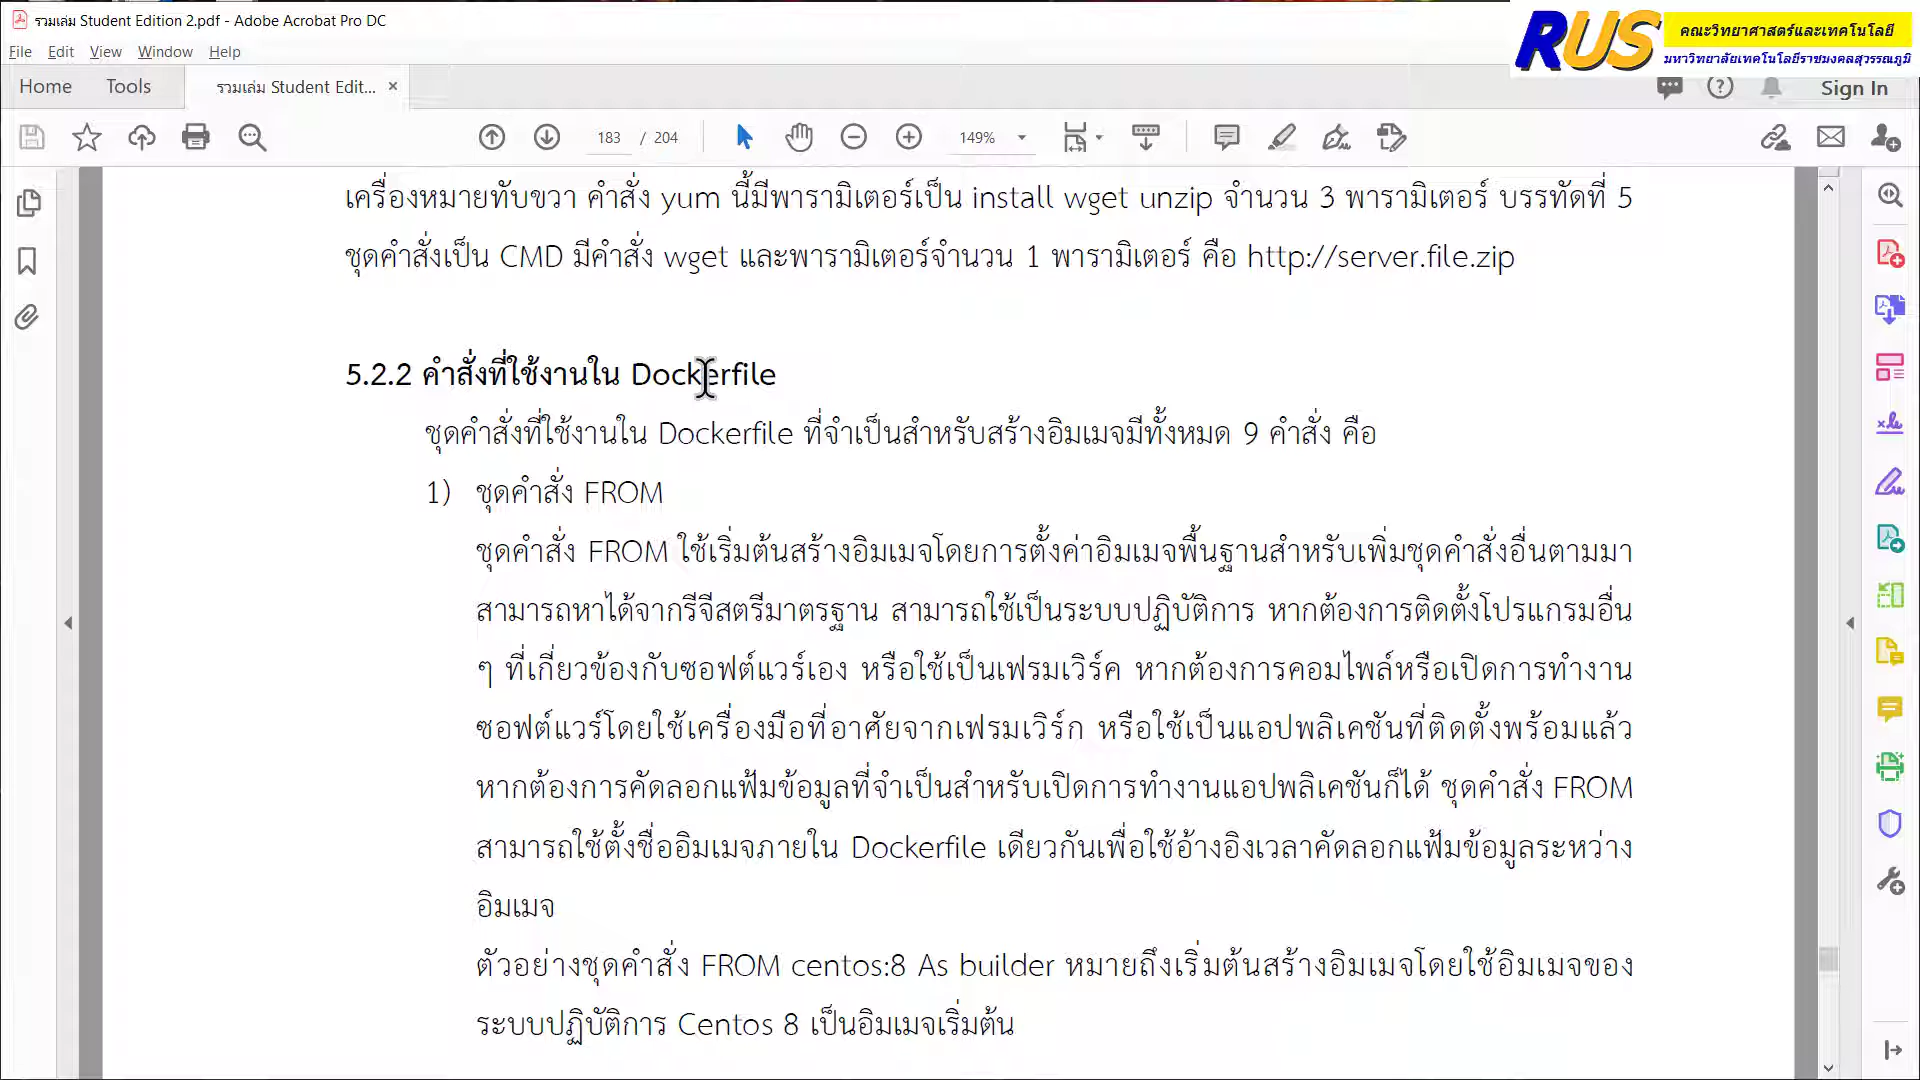 รวมเล่ม Student Edition 2.pdf - Adobe Acrobat Pro DC
RUS
คณะวิทยาศาสตร์และเทคโนโลยี
มหาวิทยาลัยเทคโนโลยีราชมงคลสุวรรณภูมิ
File Edit View Window Help
Home Tools รวมเล่ม Student Edit... × Sign In
183 / 204 149%
เครื่องหมายทับขวา คำสั่ง yum นี้มีพารามิเตอร์เป็น install wget unzip จำนวน 3 พารามิเตอร์ บรรทัดที่ 5
ชุดคำสั่งเป็น CMD มีคำสั่ง wget และพารามิเตอร์จำนวน 1 พารามิเตอร์ คือ http://server.file.zip
5.2.2 คำสั่งที่ใช้งานใน Dockerfile
ชุดคำสั่งที่ใช้งานใน Dockerfile ที่จำเป็นสำหรับสร้างอิมเมจมีทั้งหมด 9 คำสั่ง คือ
1) ชุดคำสั่ง FROM
ชุดคำสั่ง FROM ใช้เริ่มต้นสร้างอิมเมจโดยการตั้งค่าอิมเมจพื้นฐานสำหรับเพิ่มชุดคำสั่งอื่นตามมา
สามารถหาได้จากรีจีสตรีมาตรฐาน สามารถใช้เป็นระบบปฏิบัติการ หากต้องการติดตั้งโปรแกรมอื่น
ๆ ที่เกี่ยวข้องกับซอฟต์แวร์เอง หรือใช้เป็นเฟรมเวิร์ค หากต้องการคอมไพล์หรือเปิดการทำงาน
ซอฟต์แวร์โดยใช้เครื่องมือที่อาศัยจากเฟรมเวิร์ก หรือใช้เป็นแอปพลิเคชันที่ติดตั้งพร้อมแล้ว
หากต้องการคัดลอกแฟ้มข้อมูลที่จำเป็นสำหรับเปิดการทำงานแอปพลิเคชันก็ได้ ชุดคำสั่ง FROM
สามารถใช้ตั้งชื่ออิมเมจภายใน Dockerfile เดียวกันเพื่อใช้อ้างอิงเวลาคัดลอกแฟ้มข้อมูลระหว่าง
อิมเมจ
ตัวอย่างชุดคำสั่ง FROM centos:8 As builder หมายถึงเริ่มต้นสร้างอิมเมจโดยใช้อิมเมจของ
ระบบปฏิบัติการ Centos 8 เป็นอิมเมจเริ่มต้น